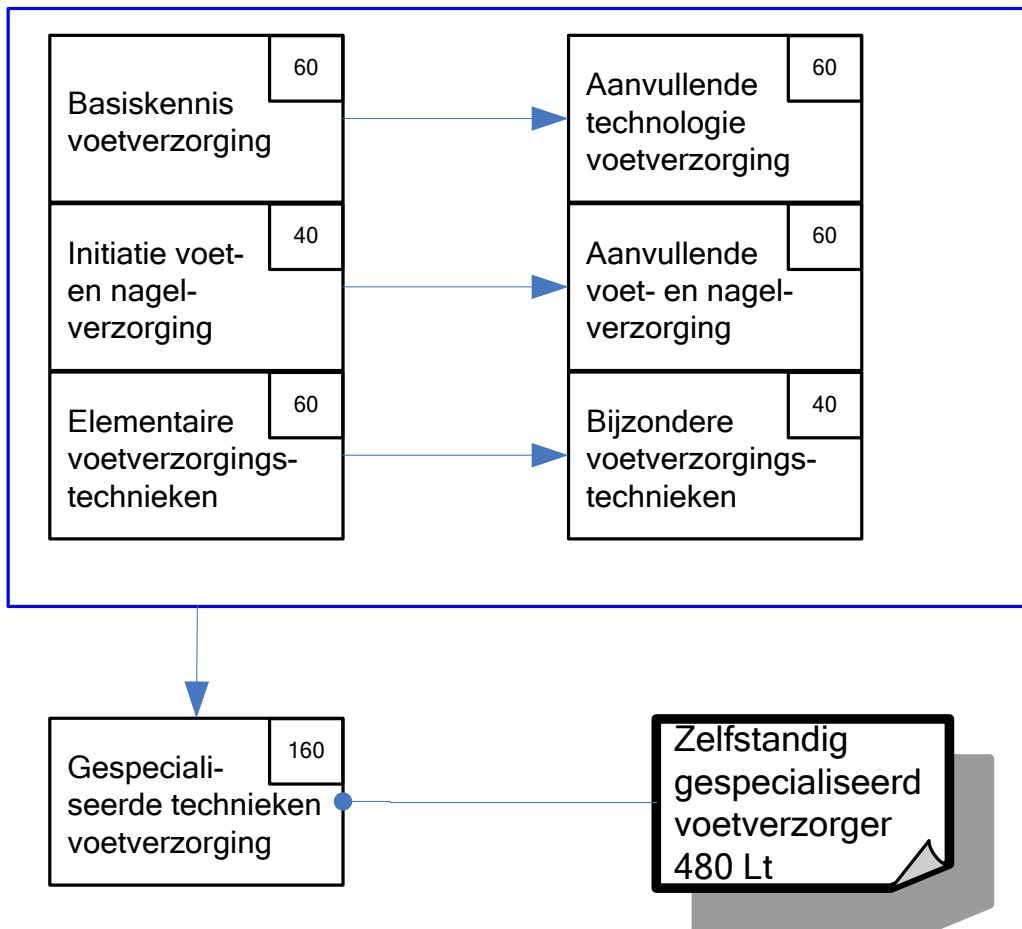 60
Basiskennis
voetverzorging
60
Aanvullende
technologie
voetverzorging
40
Initiatie voet-
en nagel-
verzorging
60
Aanvullende
voet- en nagel-
verzorging
60
Elementaire
voetverzorgings-
technieken
40
Bijzondere
voetverzorgings-
technieken
160
Gespeciali-
seerde technieken
voetverzorging
Zelfstandig
gespecialiseerd
voetverzorger
480 Lt